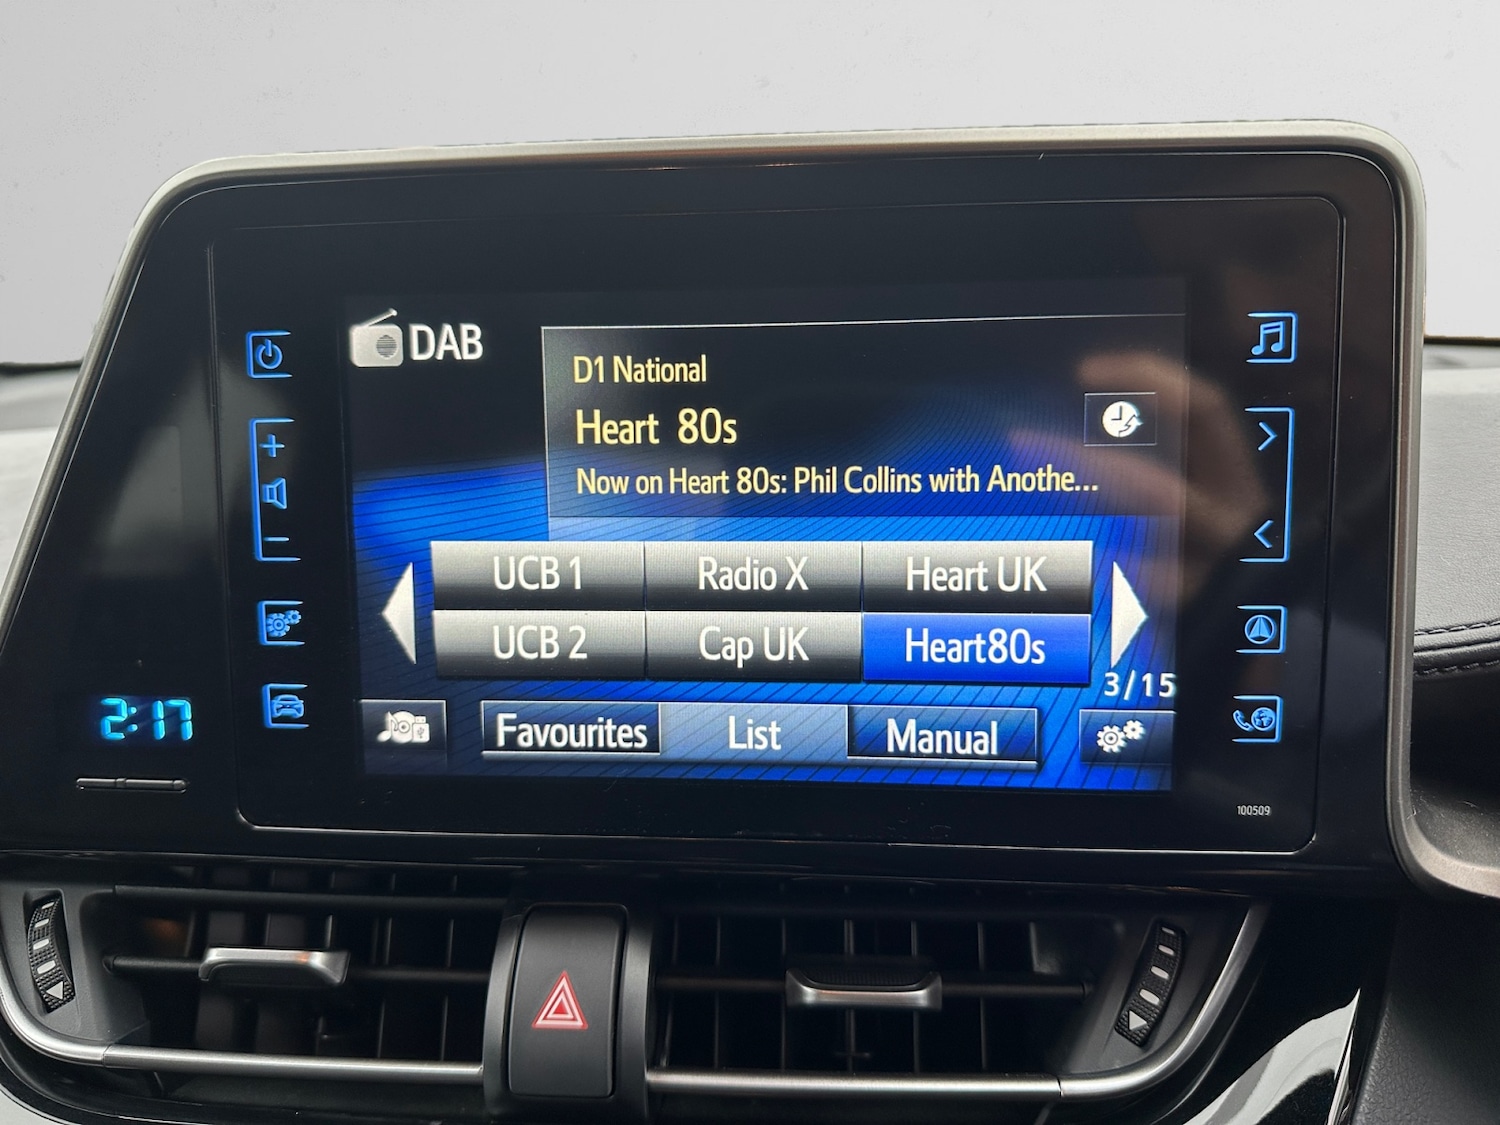 DAB
D1 National
Heart 80s
Now on Heart 80s: Phil Collins with Anothe...
UCB 1 Radio X Heart UK
UCB 2 Cap UK Heart80s
3/15
Favourites List Manual
2:17
100509